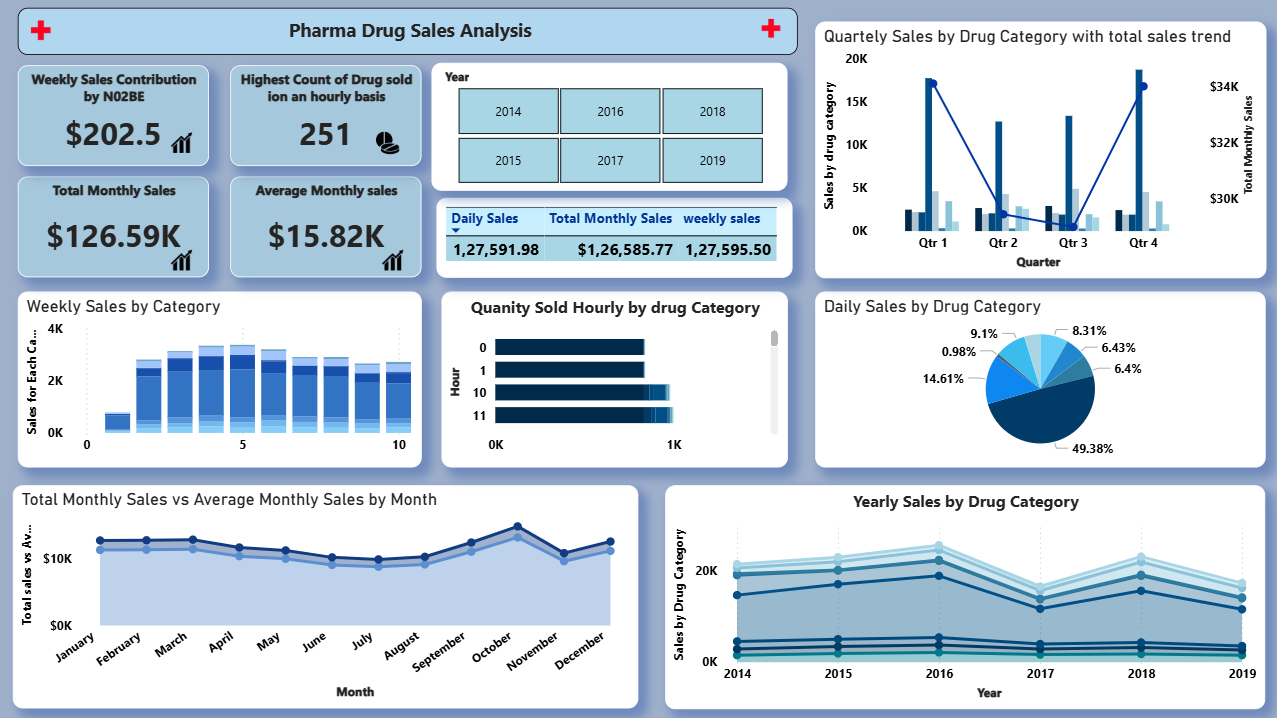 Pharma Drug Sales Analysis
Weekly Sales Contribution
by N02BE
$202.5
Highest Count of Drug sold
ion an hourly basis
251
Total Monthly Sales
$126.59K
Average Monthly sales
$15.82K
Year
2014
2016
2018
2015
2017
2019
Daily Sales
Total Monthly Sales
weekly sales
1,27,591.98
$1,26,585.77
1,27,595.50
Quartely Sales by Drug Category with total sales trend
Sales by drug category
20K
15K
10K
5K
0K
$34K
$32K
$30K
Total Monthly Sales
Qtr 1
Qtr 2
Qtr 3
Qtr 4
Quarter
Weekly Sales by Category
Sales for Each Ca...
4K
2K
0K
0
5
10
Quanity Sold Hourly by drug Category
Hour
0
1
10
11
0K
1K
Daily Sales by Drug Category
9.1%
8.31%
0.98%
6.43%
14.61%
6.4%
49.38%
Total Monthly Sales vs Average Monthly Sales by Month
Total sales vs Av...
$10K
$0K
January
February
March
April
May
June
July
August
September
October
November
December
Month
Yearly Sales by Drug Category
Sales by Drug Category
20K
0K
2014
2015
2016
2017
2018
2019
Year